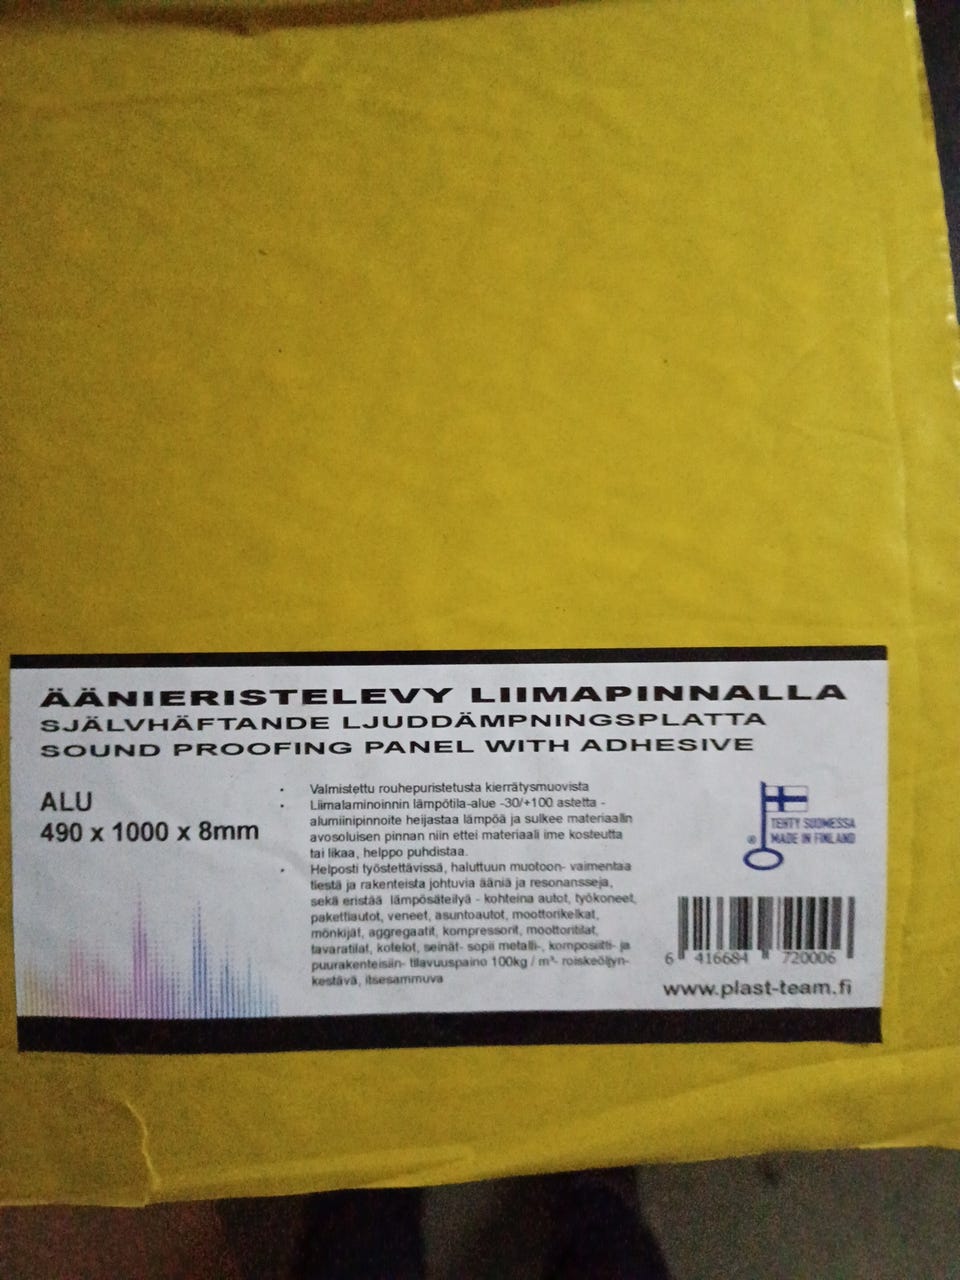 ÄÄNIERISTELEVY LIIMAPINNALLA
SJÄLVHÄFTANDE LJUDDÄMPNINGSPLATTA
SOUND PROOFING PANEL WITH ADHESIVE
ALU
490 x 1000 x 8mm
• Valmistettu rouhepuristetusta kierrätysmuovista
• Liimalaminoinnin lämpötila-alue -30/+100 astetta -
alumiinipinnoite heijastaa lämpöä ja sulkee materiaalin
avosoluisen pinnan niin ettei materiaali ime kosteutta
tai likaa, helppo puhdistaa.
• Helposti työstettävissä, haluttuun muotoon- vaimentaa
tiestä ja rakenteista johtuvia ääniä ja resonansseja,
sekä eristää lämpösäteilyä - kohteina autot, työkoneet,
pakettiautot, veneet, asuntoautot, moottorikelkat,
mönkijät, aggregaatit, kompressorit, moottoritilat,
tavaratilat, kotelot, seinät- sopii metalli-, komposiitti- ja
puurakenteisiin- tilavuuspaino 100kg / m³- roiskeöljyn-
kestävä, itsesammuva
TEHTY SUOMESSA
® MADE IN FINLAND
6 416684 720006
www.plast-team.fi